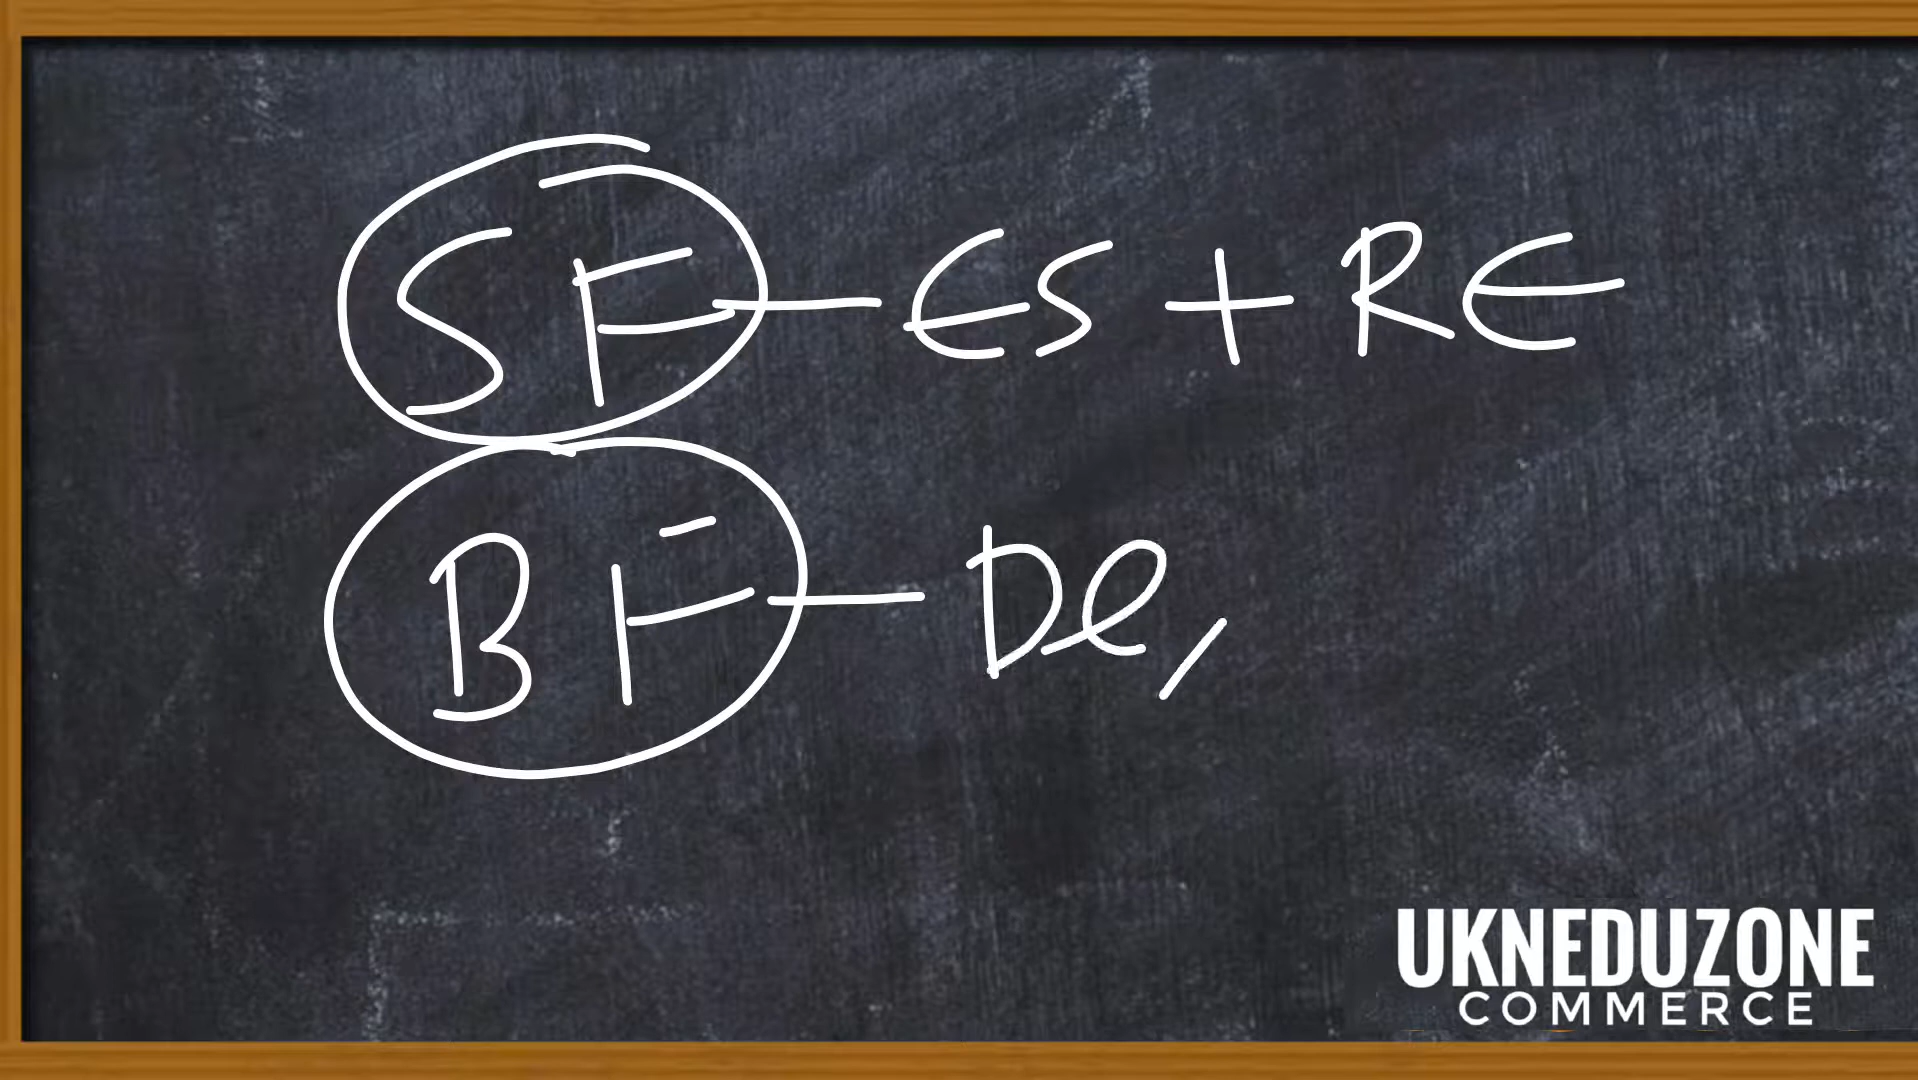 SF - ES + RE
BF - De,
UKNEDUZONE
COMMERCE